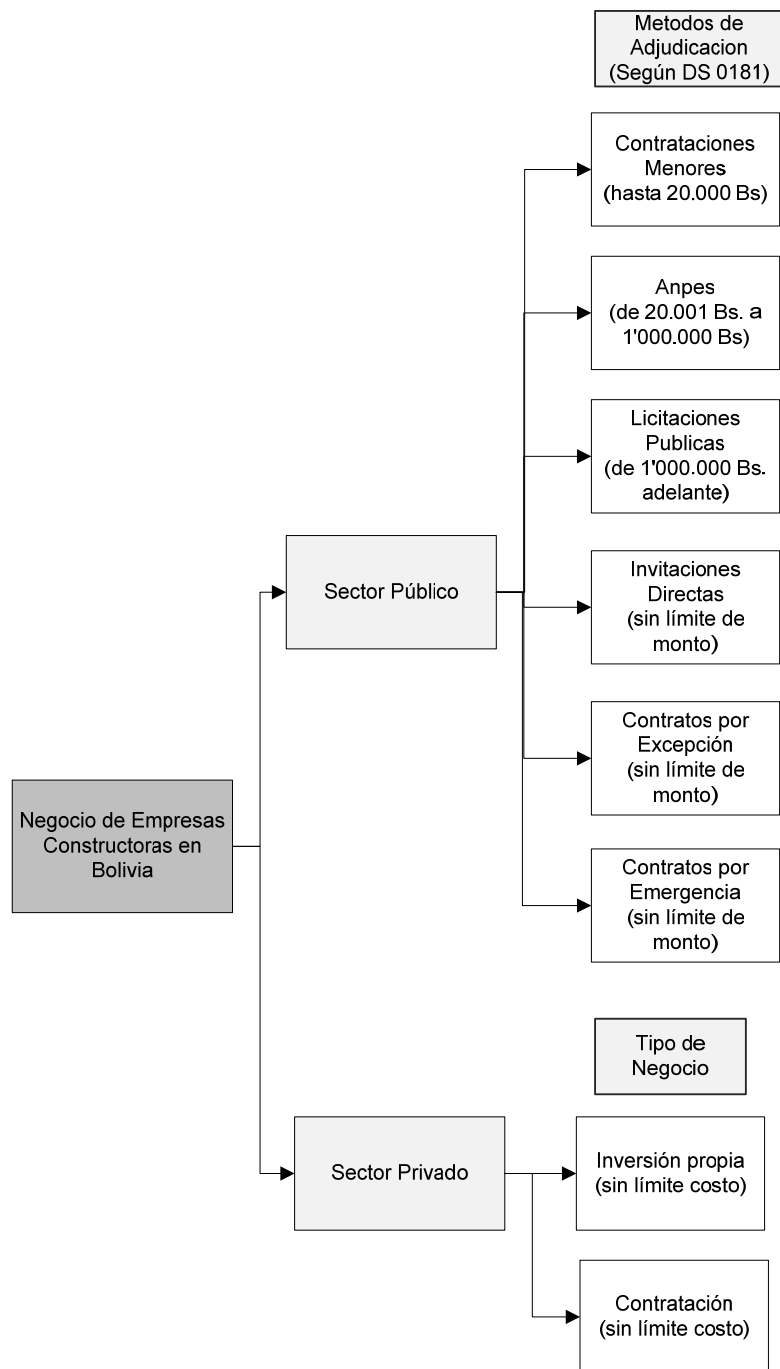 Metodos de
Adjudicacion
(Según DS 0181)
Contrataciones
Menores
(hasta 20.000 Bs)
Anpes
(de 20.001 Bs. a
1'000.000 Bs)
Licitaciones
Publicas
(de 1'000.000 Bs.
adelante)
Sector Público
Invitaciones
Directas
(sin límite de
monto)
Contratos por
Excepción
(sin límite de
monto)
Negocio de Empresas
Constructoras en
Bolivia
Contratos por
Emergencia
(sin límite de
monto)
Tipo de
Negocio
Sector Privado
Inversión propia
(sin límite costo)
Contratación
(sin límite costo)